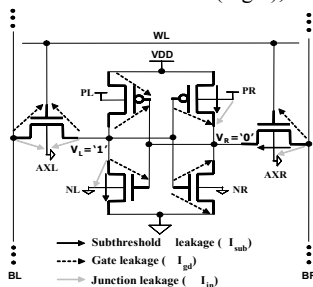 WL
VDD
PL
PR
V_L='1'
V_R='0'
AXL
AXR
NL
NR
Subthreshold leakage ( I_sub)
Gate leakage ( I_gd)
Junction leakage ( I_jn)
BL